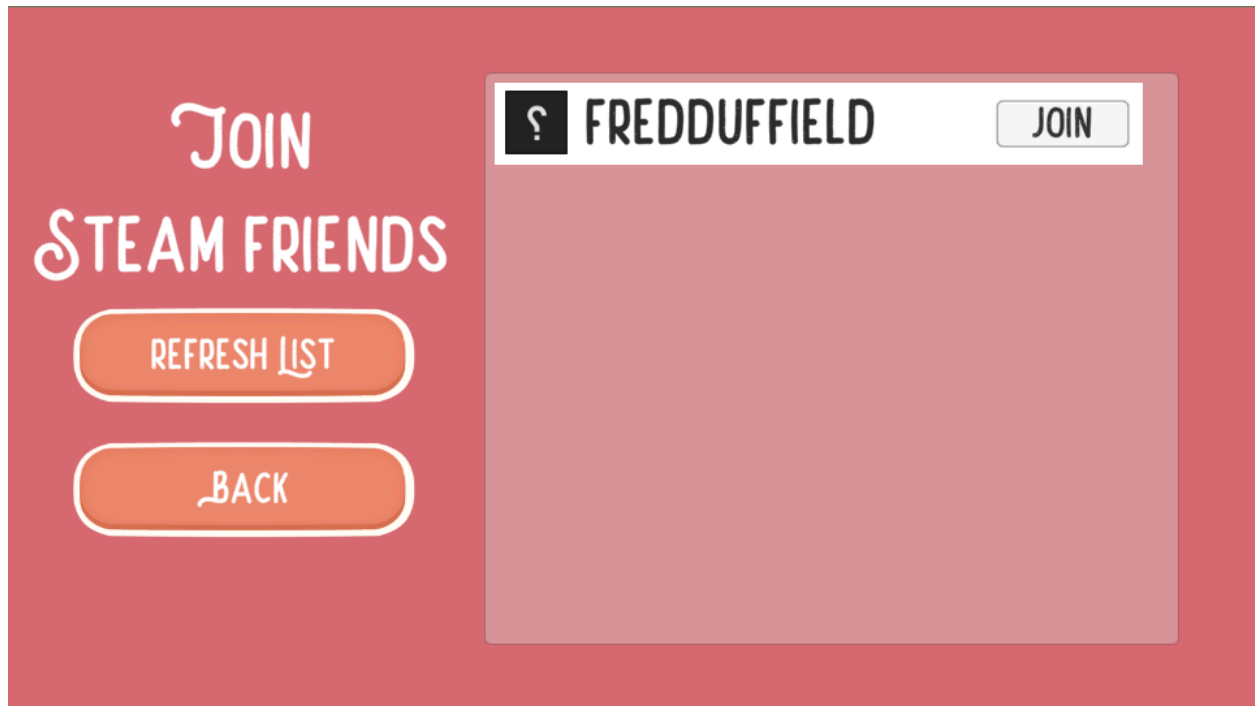 Join
Steam friends
Refresh List
Back
?
FREDDUFFIELD
JOIN